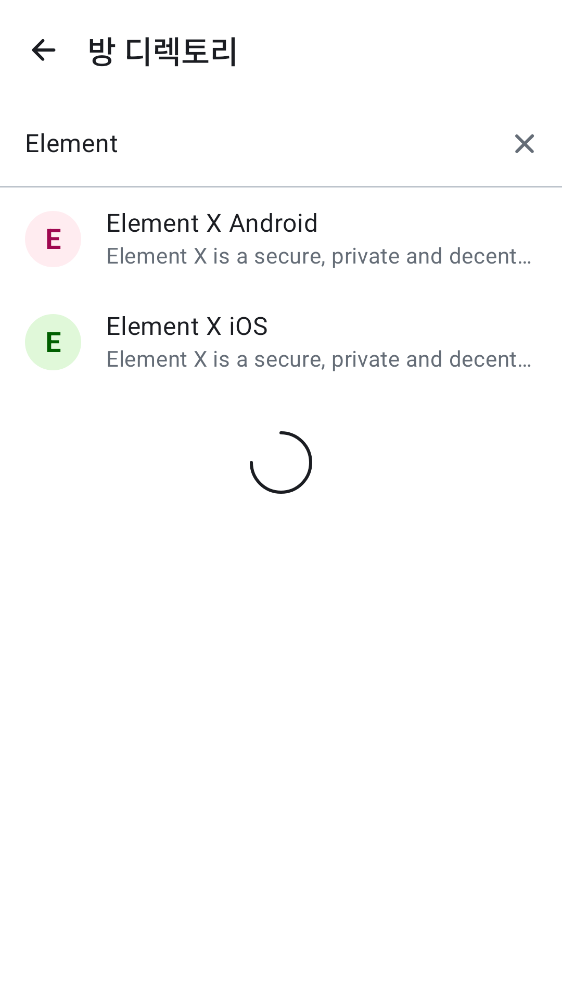 방 디렉토리
Element
E
Element X Android
Element X is a secure, private and decent…
E
Element X iOS
Element X is a secure, private and decent…